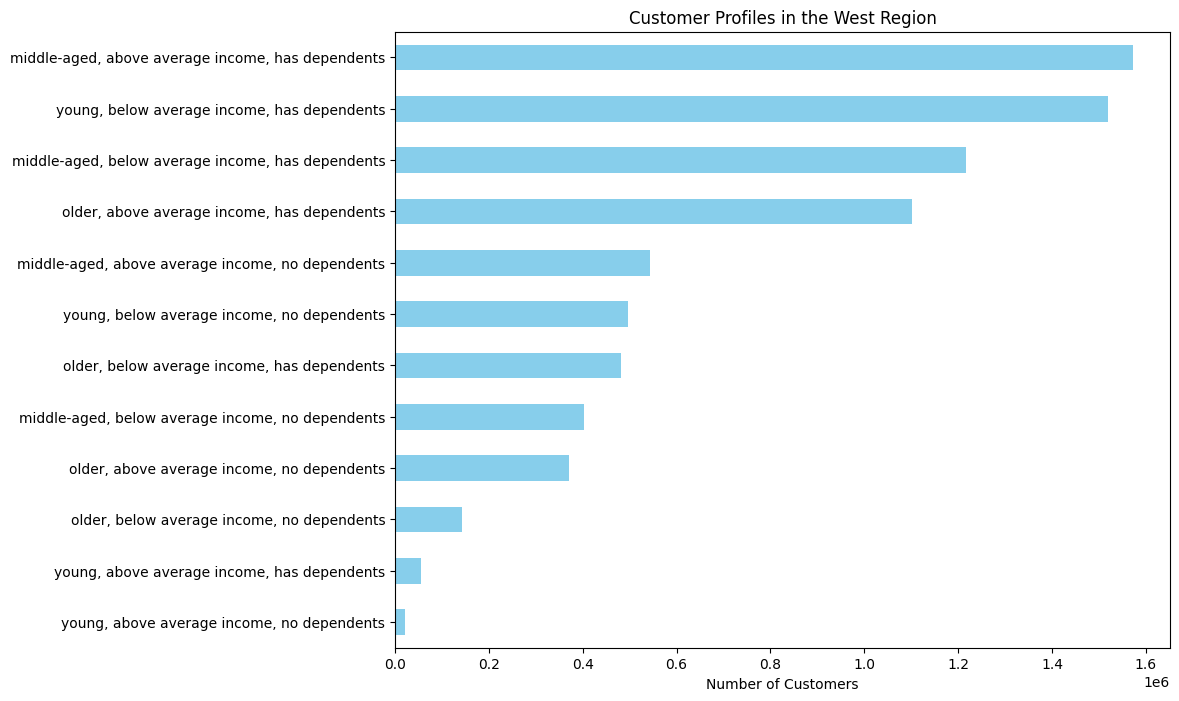 Customer Profiles in the West Region
middle-aged, above average income, has dependents
young, below average income, has dependents
middle-aged, below average income, has dependents
older, above average income, has dependents
middle-aged, above average income, no dependents
young, below average income, no dependents
older, below average income, has dependents
middle-aged, below average income, no dependents
older, above average income, no dependents
older, below average income, no dependents
young, above average income, has dependents
young, above average income, no dependents
0.0 0.2 0.4 0.6 0.8 1.0 1.2 1.4 1.6
1e6
Number of Customers